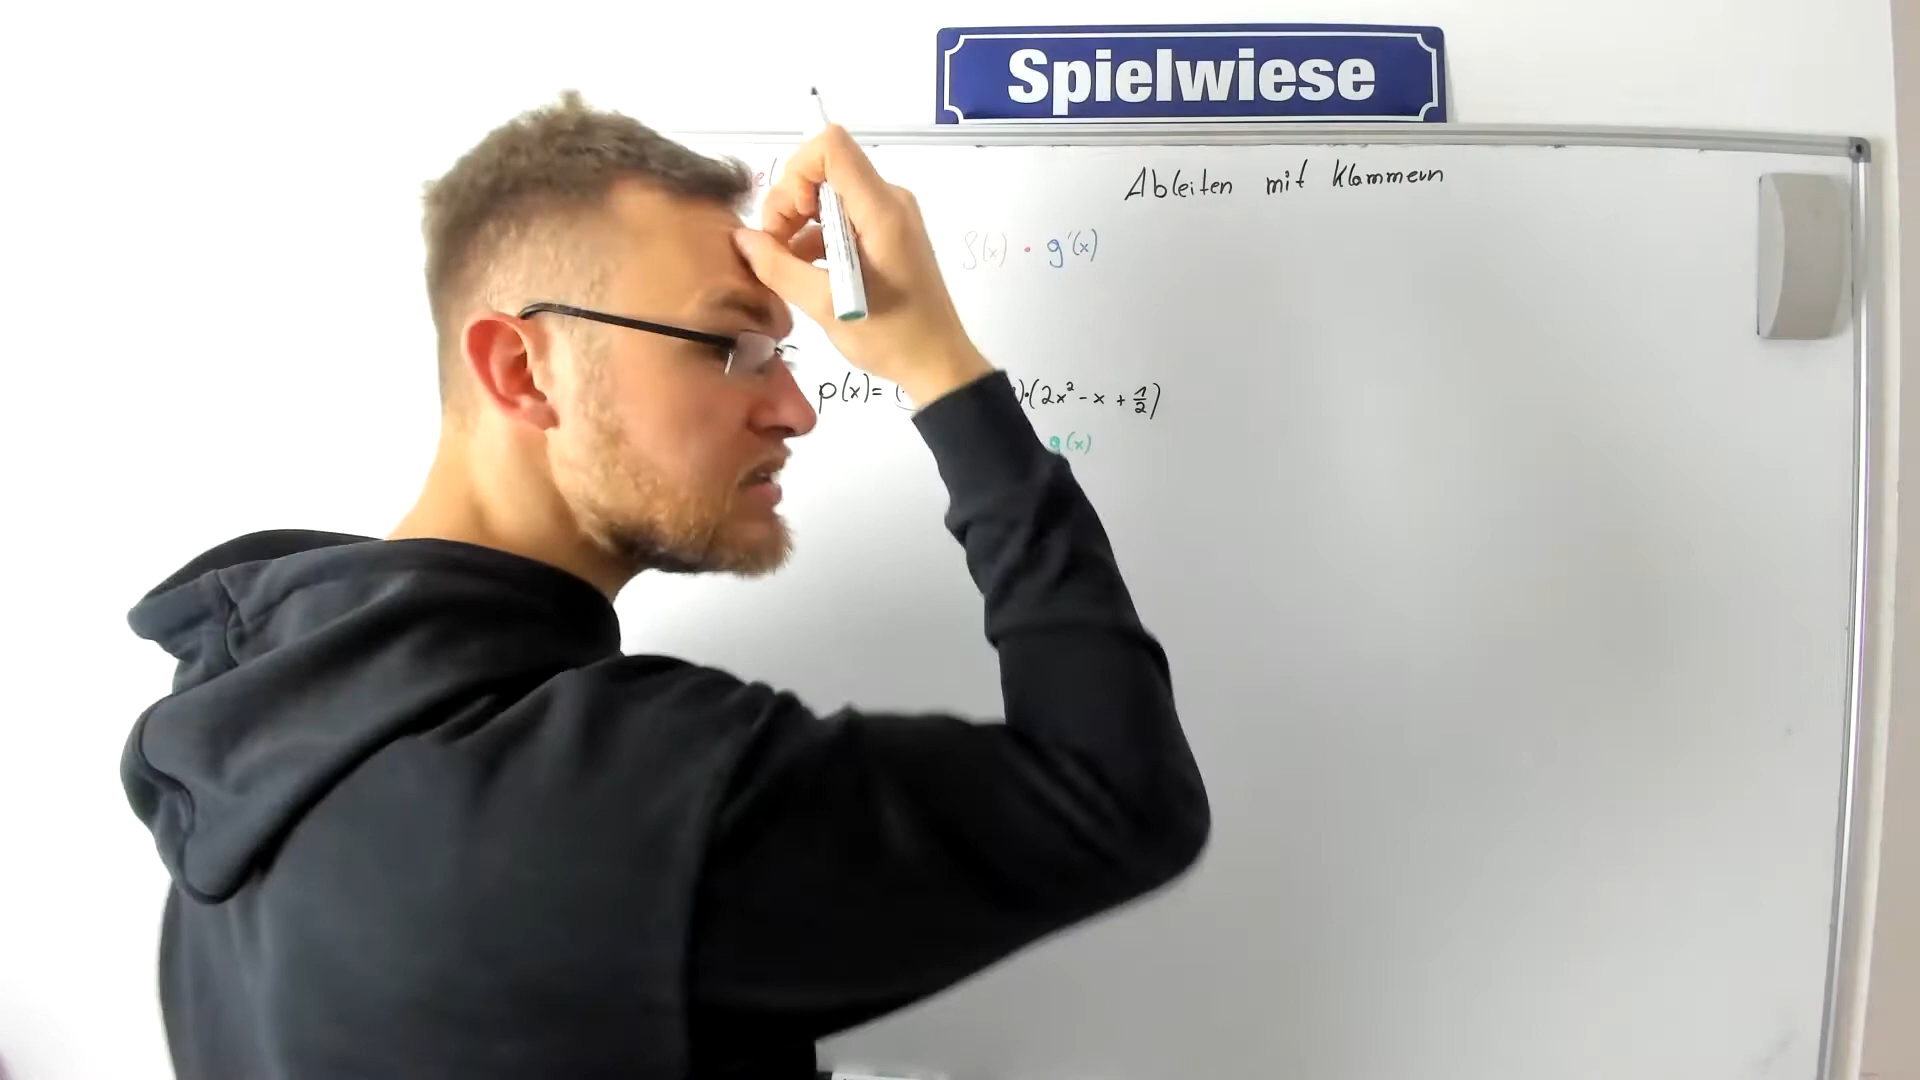 Spielwiese
Ableiten mit Klammern
f(x) · g'(x)
p(x)= ( )·(2x² - x + 1/2)
g(x)